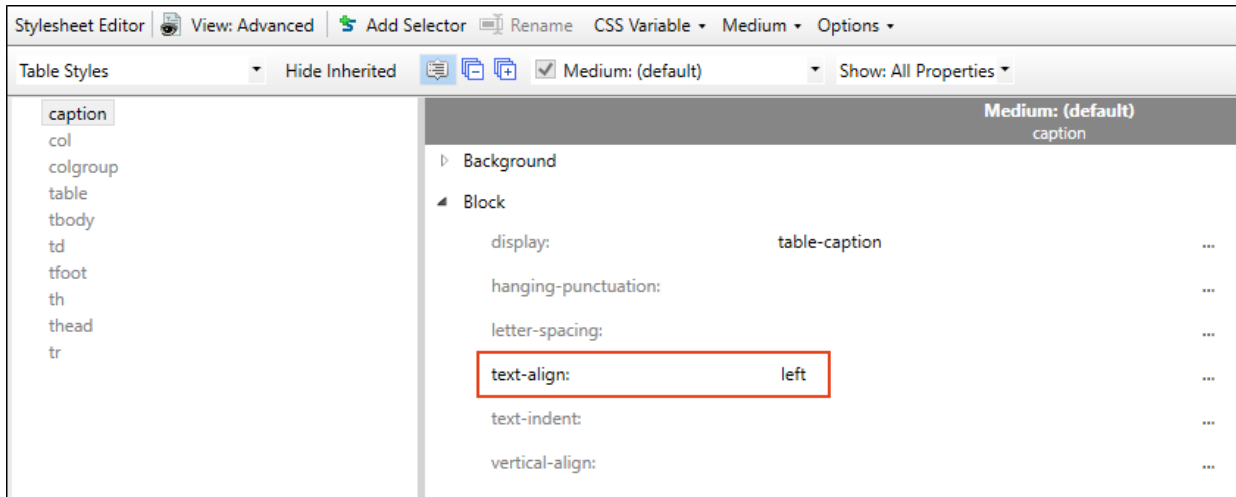 Stylesheet Editor View: Advanced Add Selector Rename CSS Variable Medium Options
Table Styles Hide Inherited Medium: (default) Show: All Properties
caption
col
colgroup
table
tbody
td
tfoot
th
thead
tr
Medium: (default)
caption
Background
Block
display: table-caption ...
hanging-punctuation: ...
letter-spacing: ...
text-align: left ...
text-indent: ...
vertical-align: ...